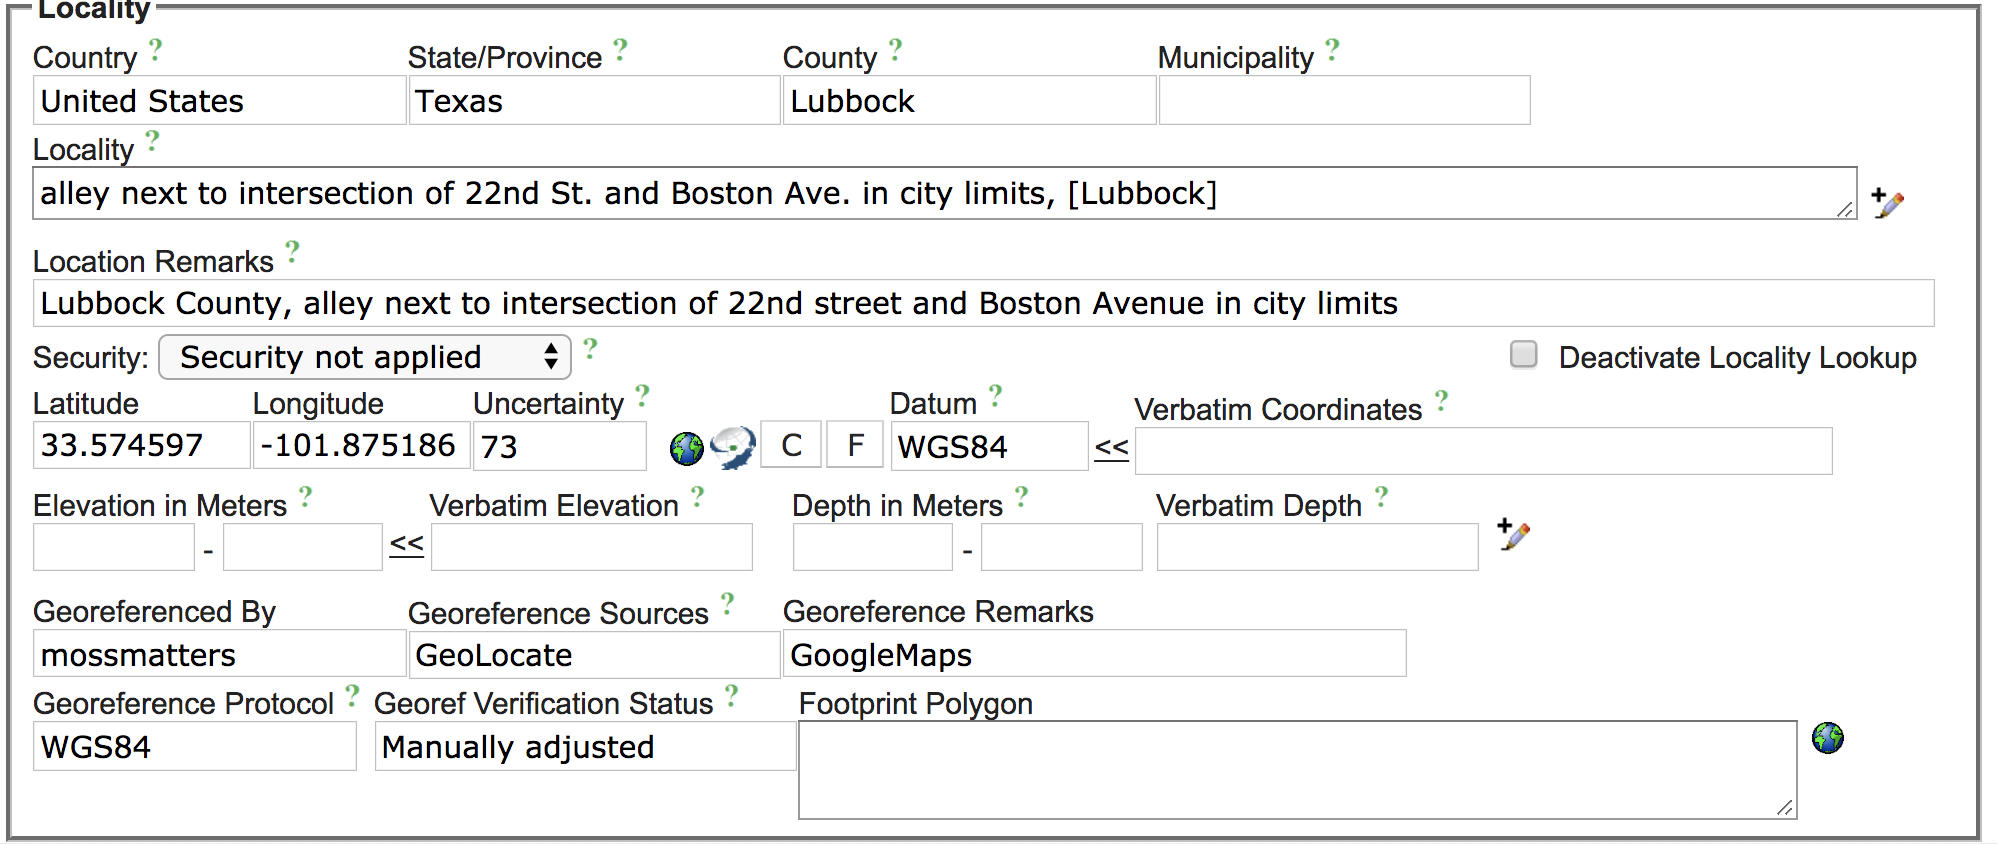 Locality
Country ? State/Province ? County ? Municipality ?
United States Texas Lubbock
Locality ?
alley next to intersection of 22nd St. and Boston Ave. in city limits, [Lubbock]
Location Remarks ?
Lubbock County, alley next to intersection of 22nd street and Boston Avenue in city limits
Security: Security not applied ? Deactivate Locality Lookup
Latitude Longitude Uncertainty ? Datum ? Verbatim Coordinates ?
33.574597 -101.875186 73 C F WGS84 <<
Elevation in Meters ? Verbatim Elevation ? Depth in Meters ? Verbatim Depth ?
- << -
Georeferenced By Georeference Sources ? Georeference Remarks
mossmatters GeoLocate GoogleMaps
Georeference Protocol ? Georef Verification Status ? Footprint Polygon
WGS84 Manually adjusted